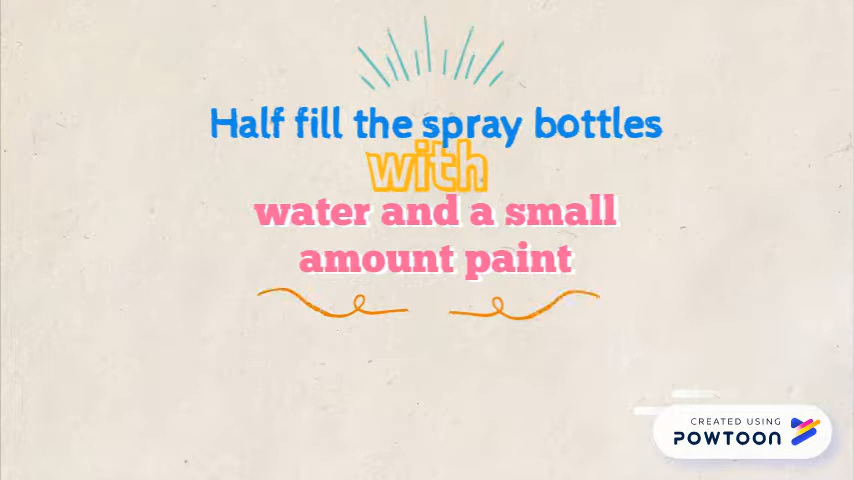 Half fill the spray bottles
with
water and a small
amount paint
CREATED USING
POWTOON